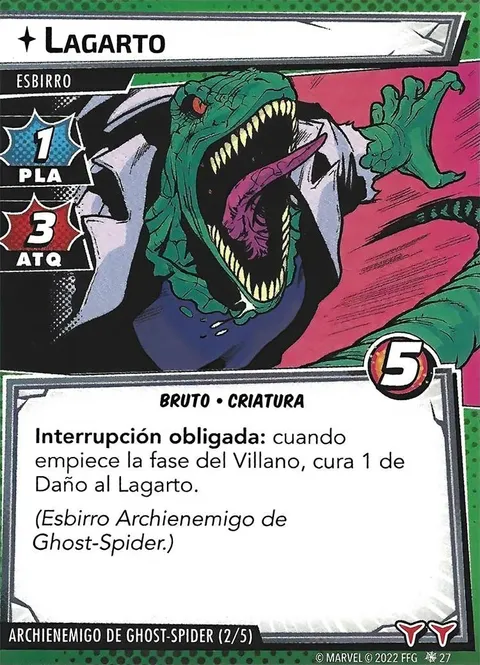 LAGARTO
ESBIRRO
1
PLA
3
ATQ
5
BRUTO • CRIATURA
Interrupción obligada: cuando
empiece la fase del Villano, cura 1 de
Daño al Lagarto.
(Esbirro Archienemigo de
Ghost-Spider.)
ARCHIENEMIGO DE GHOST-SPIDER (2/5)
© MARVEL © 2022 FFG 27